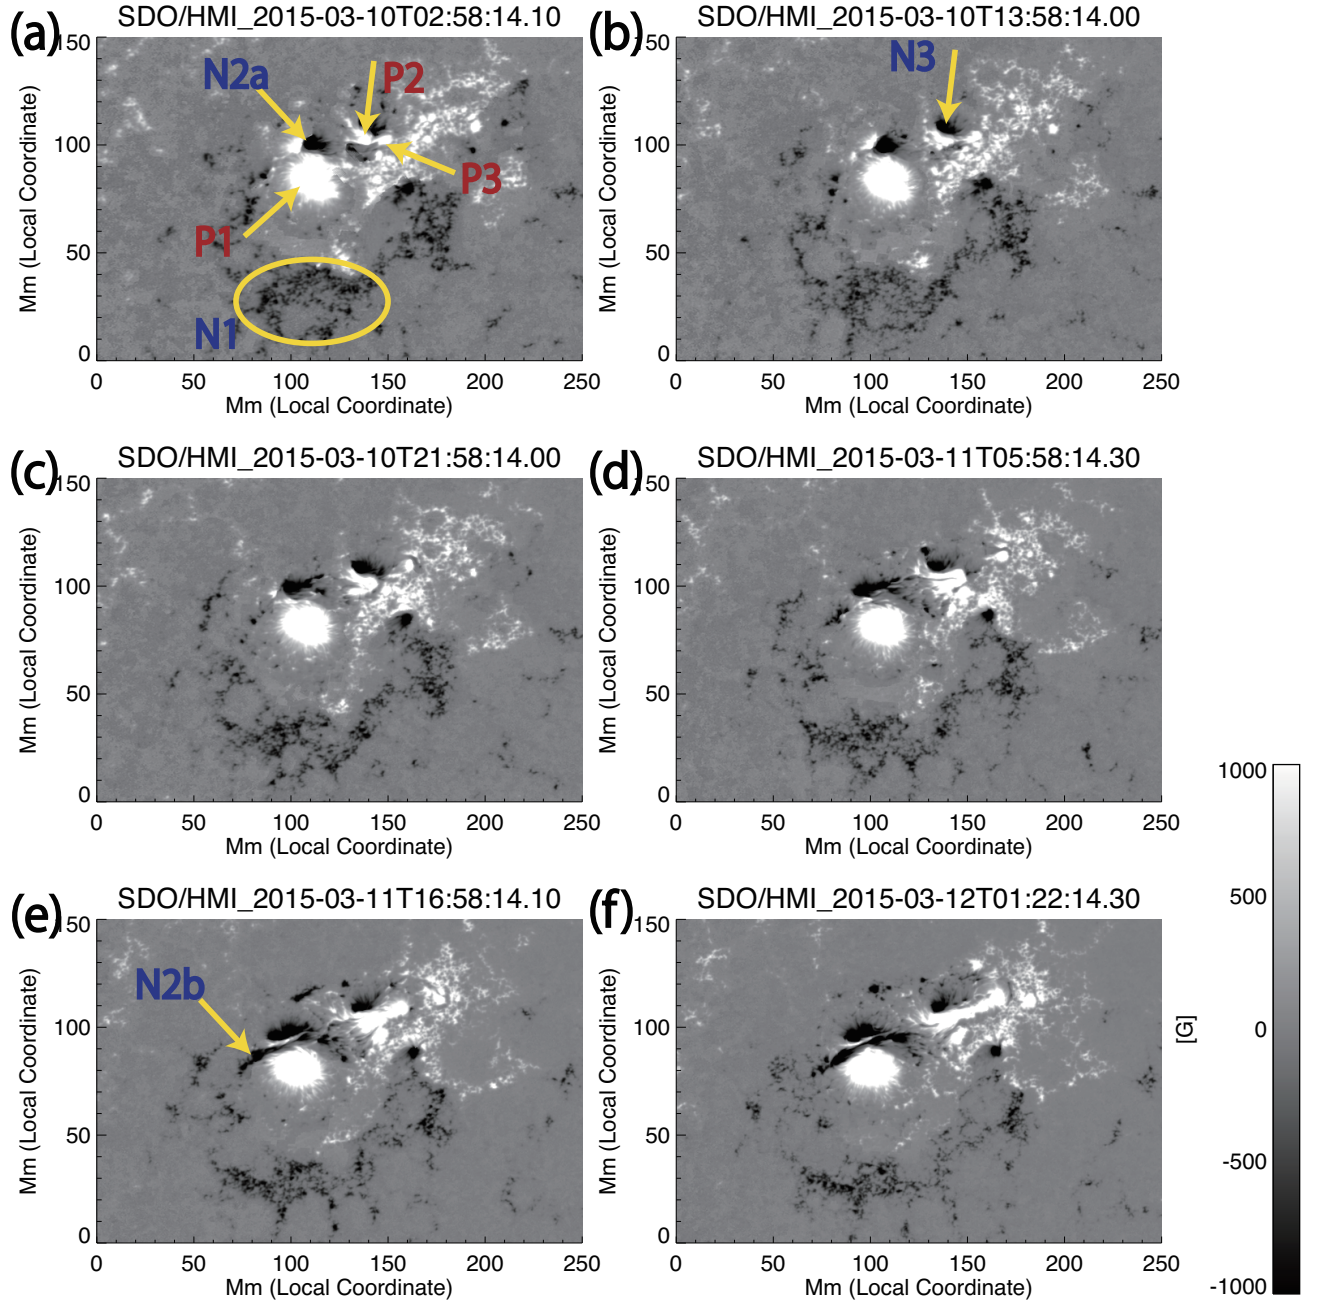 (a)
SDO/HMI_2015-03-10T02:58:14.10
150
100
50
0
Mm (Local Coordinate)
N2a
P2
P3
P1
N1
0 50 100 150 200 250
Mm (Local Coordinate)
(b)
SDO/HMI_2015-03-10T13:58:14.00
150
100
50
0
Mm (Local Coordinate)
N3
0 50 100 150 200 250
Mm (Local Coordinate)
(c)
SDO/HMI_2015-03-10T21:58:14.00
150
100
50
0
Mm (Local Coordinate)
0 50 100 150 200 250
Mm (Local Coordinate)
(d)
SDO/HMI_2015-03-11T05:58:14.30
150
100
50
0
Mm (Local Coordinate)
0 50 100 150 200 250
Mm (Local Coordinate)
(e)
SDO/HMI_2015-03-11T16:58:14.10
150
100
50
0
Mm (Local Coordinate)
N2b
0 50 100 150 200 250
Mm (Local Coordinate)
(f)
SDO/HMI_2015-03-12T01:22:14.30
150
100
50
0
Mm (Local Coordinate)
0 50 100 150 200 250
Mm (Local Coordinate)
1000
500
0
-500
-1000
[G]